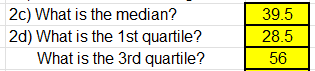 2c) What is the median? 39.5
2d) What is the 1st quartile? 28.5
What is the 3rd quartile? 56